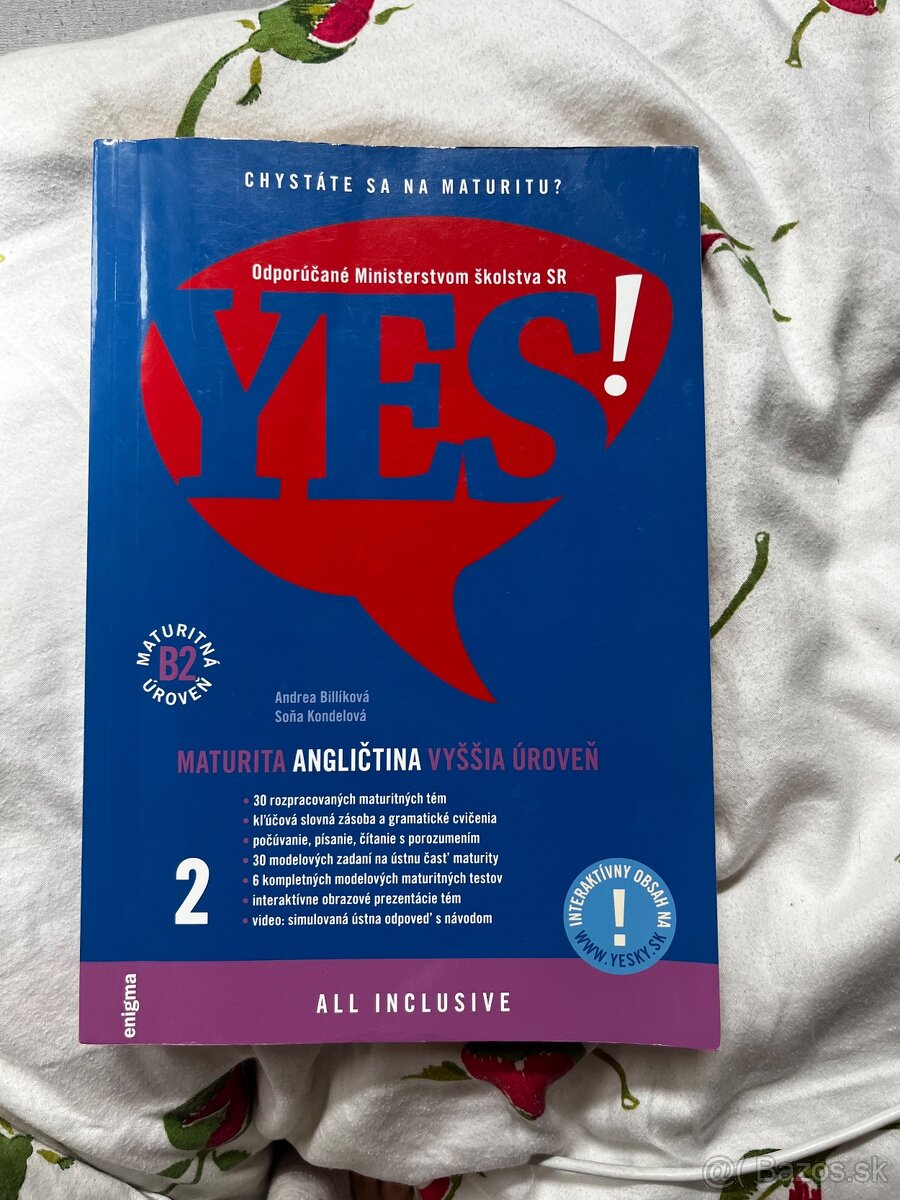 CHYSTÁTE SA NA MATURITU?
Odporúčané Ministerstvom školstva SR
YES!
MATURITNÁ
B2
ÚROVEŇ
Andrea Billíková
Soňa Kondelová
MATURITA ANGLIČTINA VYŠŠIA ÚROVEŇ
• 30 rozpracovaných maturitných tém
• kľúčová slovná zásoba a gramatické cvičenia
• počúvanie, písanie, čítanie s porozumením
• 30 modelových zadaní na ústnu časť maturity
• 6 kompletných modelových maturitných testov
• interaktívne obrazové prezentácie tém
• video: simulovaná ústna odpoveď s návodom
2
INTERAKTÍVNY OBSAH NA
!
WWW.YESKY.SK
enigma
ALL INCLUSIVE
@ Bazos.sk